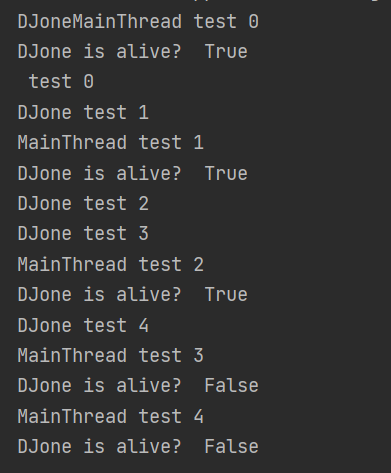 DJoneMainThread test 0
DJone is alive?  True
 test 0
DJone test 1
MainThread test 1
DJone is alive?  True
DJone test 2
DJone test 3
MainThread test 2
DJone is alive?  True
DJone test 4
MainThread test 3
DJone is alive?  False
MainThread test 4
DJone is alive?  False